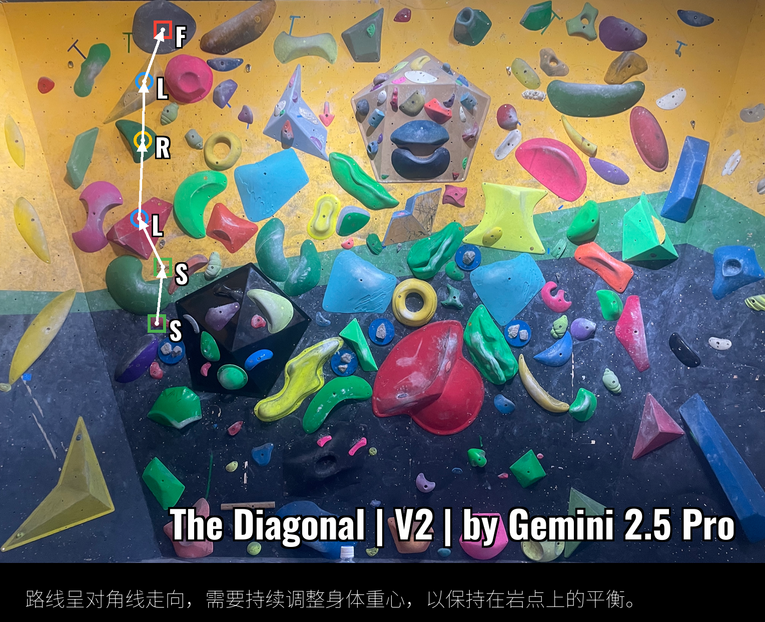 F
L
R
L
S
S
The Diagonal | V2 | by Gemini 2.5 Pro
路线呈对角线走向，需要持续调整身体重心，以保持在岩点上的平衡。